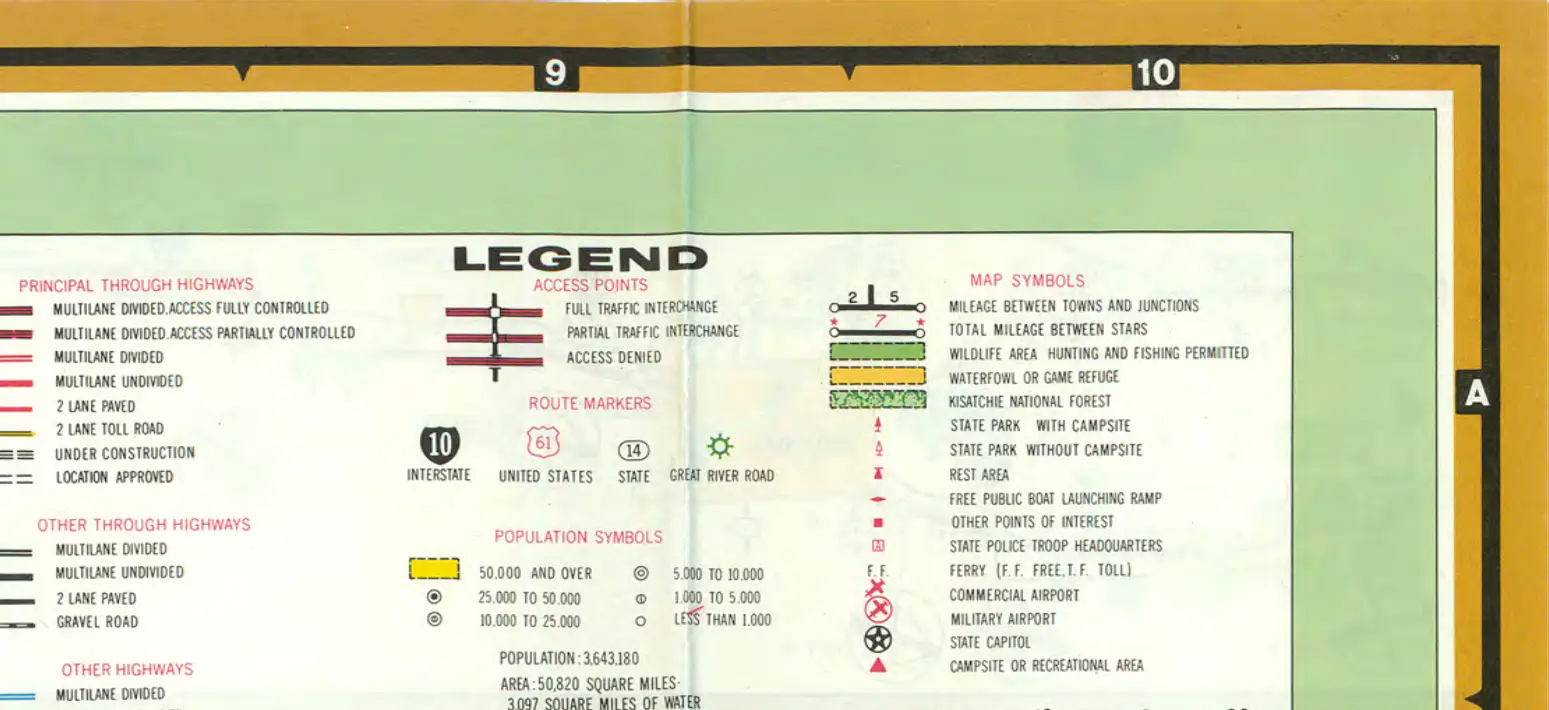 9
10
A
LEGEND
PRINCIPAL THROUGH HIGHWAYS
MULTILANE DIVIDED.ACCESS FULLY CONTROLLED
MULTILANE DIVIDED.ACCESS PARTIALLY CONTROLLED
MULTILANE DIVIDED
MULTILANE UNDIVIDED
2 LANE PAVED
2 LANE TOLL ROAD
UNDER CONSTRUCTION
LOCATION APPROVED
OTHER THROUGH HIGHWAYS
MULTILANE DIVIDED
MULTILANE UNDIVIDED
2 LANE PAVED
GRAVEL ROAD
OTHER HIGHWAYS
MULTILANE DIVIDED
ACCESS POINTS
FULL TRAFFIC INTERCHANGE
PARTIAL TRAFFIC INTERCHANGE
ACCESS DENIED
ROUTE MARKERS
10 61 14
INTERSTATE UNITED STATES STATE GREAT RIVER ROAD
POPULATION SYMBOLS
50.000 AND OVER 5.000 TO 10.000
25.000 TO 50.000 1.000 TO 5.000
10.000 TO 25.000 LESS THAN 1.000
POPULATION:3,643,180
AREA:50,820 SQUARE MILES-
3,097 SQUARE MILES OF WATER
MAP SYMBOLS
2 5 MILEAGE BETWEEN TOWNS AND JUNCTIONS
7 TOTAL MILEAGE BETWEEN STARS
WILDLIFE AREA HUNTING AND FISHING PERMITTED
WATERFOWL OR GAME REFUGE
KISATCHIE NATIONAL FOREST
STATE PARK WITH CAMPSITE
STATE PARK WITHOUT CAMPSITE
REST AREA
FREE PUBLIC BOAT LAUNCHING RAMP
OTHER POINTS OF INTEREST
A STATE POLICE TROOP HEADQUARTERS
F.F. FERRY (F.F. FREE,T.F. TOLL)
COMMERCIAL AIRPORT
MILITARY AIRPORT
STATE CAPITOL
CAMPSITE OR RECREATIONAL AREA